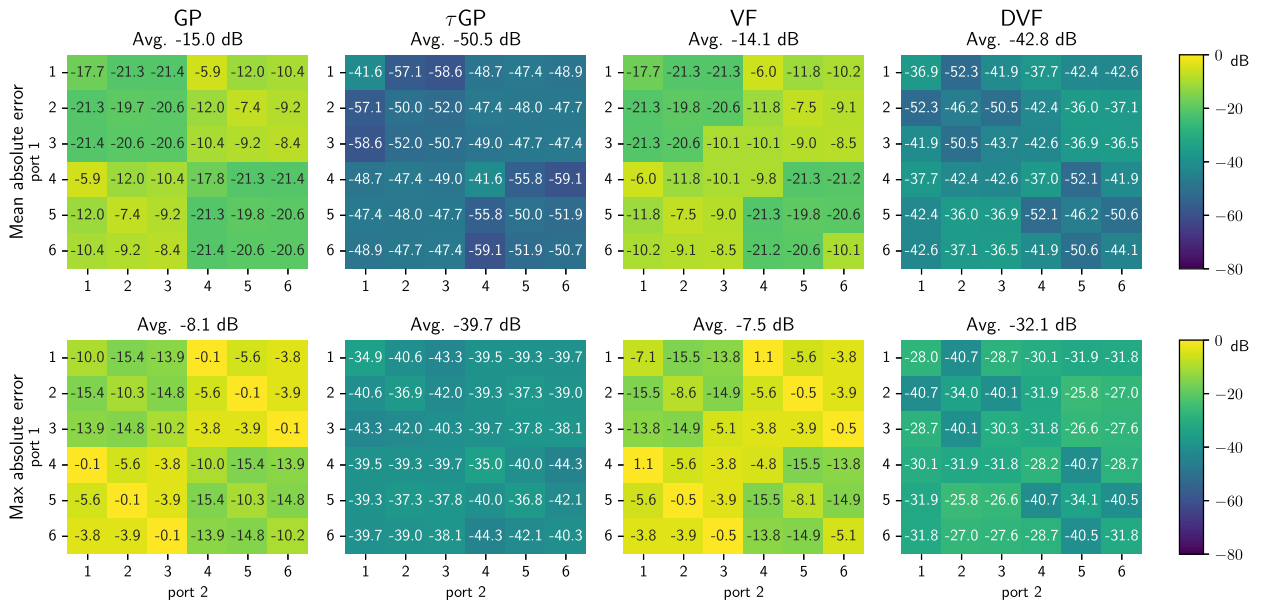 GP τGP VF DVF
Avg. -15.0 dB Avg. -50.5 dB Avg. -14.1 dB Avg. -42.8 dB
Mean absolute error
port 1
1 -17.7 -21.3 -21.4 -5.9 -12.0 -10.4 1 -41.6 -57.1 -58.6 -48.7 -47.4 -48.9 1 -17.7 -21.3 -21.3 -6.0 -11.8 -10.2 1 -36.9 -52.3 -41.9 -37.7 -42.4 -42.6
2 -21.3 -19.7 -20.6 -12.0 -7.4 -9.2 2 -57.1 -50.0 -52.0 -47.4 -48.0 -47.7 2 -21.3 -19.8 -20.6 -11.8 -7.5 -9.1 2 -52.3 -46.2 -50.5 -42.4 -36.0 -37.1
3 -21.4 -20.6 -20.6 -10.4 -9.2 -8.4 3 -58.6 -52.0 -50.7 -49.0 -47.7 -47.4 3 -21.3 -20.6 -10.1 -10.1 -9.0 -8.5 3 -41.9 -50.5 -43.7 -42.6 -36.9 -36.5
4 -5.9 -12.0 -10.4 -17.8 -21.3 -21.4 4 -48.7 -47.4 -49.0 -41.6 -55.8 -59.1 4 -6.0 -11.8 -10.1 -9.8 -21.3 -21.2 4 -37.7 -42.4 -42.6 -37.0 -52.1 -41.9
5 -12.0 -7.4 -9.2 -21.3 -19.8 -20.6 5 -47.4 -48.0 -47.7 -55.8 -50.0 -51.9 5 -11.8 -7.5 -9.0 -21.3 -19.8 -20.6 5 -42.4 -36.0 -36.9 -52.1 -46.2 -50.6
6 -10.4 -9.2 -8.4 -21.4 -20.6 -20.6 6 -48.9 -47.7 -47.4 -59.1 -51.9 -50.7 6 -10.2 -9.1 -8.5 -21.2 -20.6 -10.1 6 -42.6 -37.1 -36.5 -41.9 -50.6 -44.1
1 2 3 4 5 6 1 2 3 4 5 6 1 2 3 4 5 6 1 2 3 4 5 6
0 dB
−20
−40
−60
−80
Avg. -8.1 dB Avg. -39.7 dB Avg. -7.5 dB Avg. -32.1 dB
Max absolute error
port 1
1 -10.0 -15.4 -13.9 -0.1 -5.6 -3.8 1 -34.9 -40.6 -43.3 -39.5 -39.3 -39.7 1 -7.1 -15.5 -13.8 1.1 -5.6 -3.8 1 -28.0 -40.7 -28.7 -30.1 -31.9 -31.8
2 -15.4 -10.3 -14.8 -5.6 -0.1 -3.9 2 -40.6 -36.9 -42.0 -39.3 -37.3 -39.0 2 -15.5 -8.6 -14.9 -5.6 -0.5 -3.9 2 -40.7 -34.0 -40.1 -31.9 -25.8 -27.0
3 -13.9 -14.8 -10.2 -3.8 -3.9 -0.1 3 -43.3 -42.0 -40.3 -39.7 -37.8 -38.1 3 -13.8 -14.9 -5.1 -3.8 -3.9 -0.5 3 -28.7 -40.1 -30.3 -31.8 -26.6 -27.6
4 -0.1 -5.6 -3.8 -10.0 -15.4 -13.9 4 -39.5 -39.3 -39.7 -35.0 -40.0 -44.3 4 1.1 -5.6 -3.8 -4.8 -15.5 -13.8 4 -30.1 -31.9 -31.8 -28.2 -40.7 -28.7
5 -5.6 -0.1 -3.9 -15.4 -10.3 -14.8 5 -39.3 -37.3 -37.8 -40.0 -36.8 -42.1 5 -5.6 -0.5 -3.9 -15.5 -8.1 -14.9 5 -31.9 -25.8 -26.6 -40.7 -34.1 -40.5
6 -3.8 -3.9 -0.1 -13.9 -14.8 -10.2 6 -39.7 -39.0 -38.1 -44.3 -42.1 -40.3 6 -3.8 -3.9 -0.5 -13.8 -14.9 -5.1 6 -31.8 -27.0 -27.6 -28.7 -40.5 -31.8
1 2 3 4 5 6 1 2 3 4 5 6 1 2 3 4 5 6 1 2 3 4 5 6
port 2 port 2 port 2 port 2
0 dB
−20
−40
−60
−80